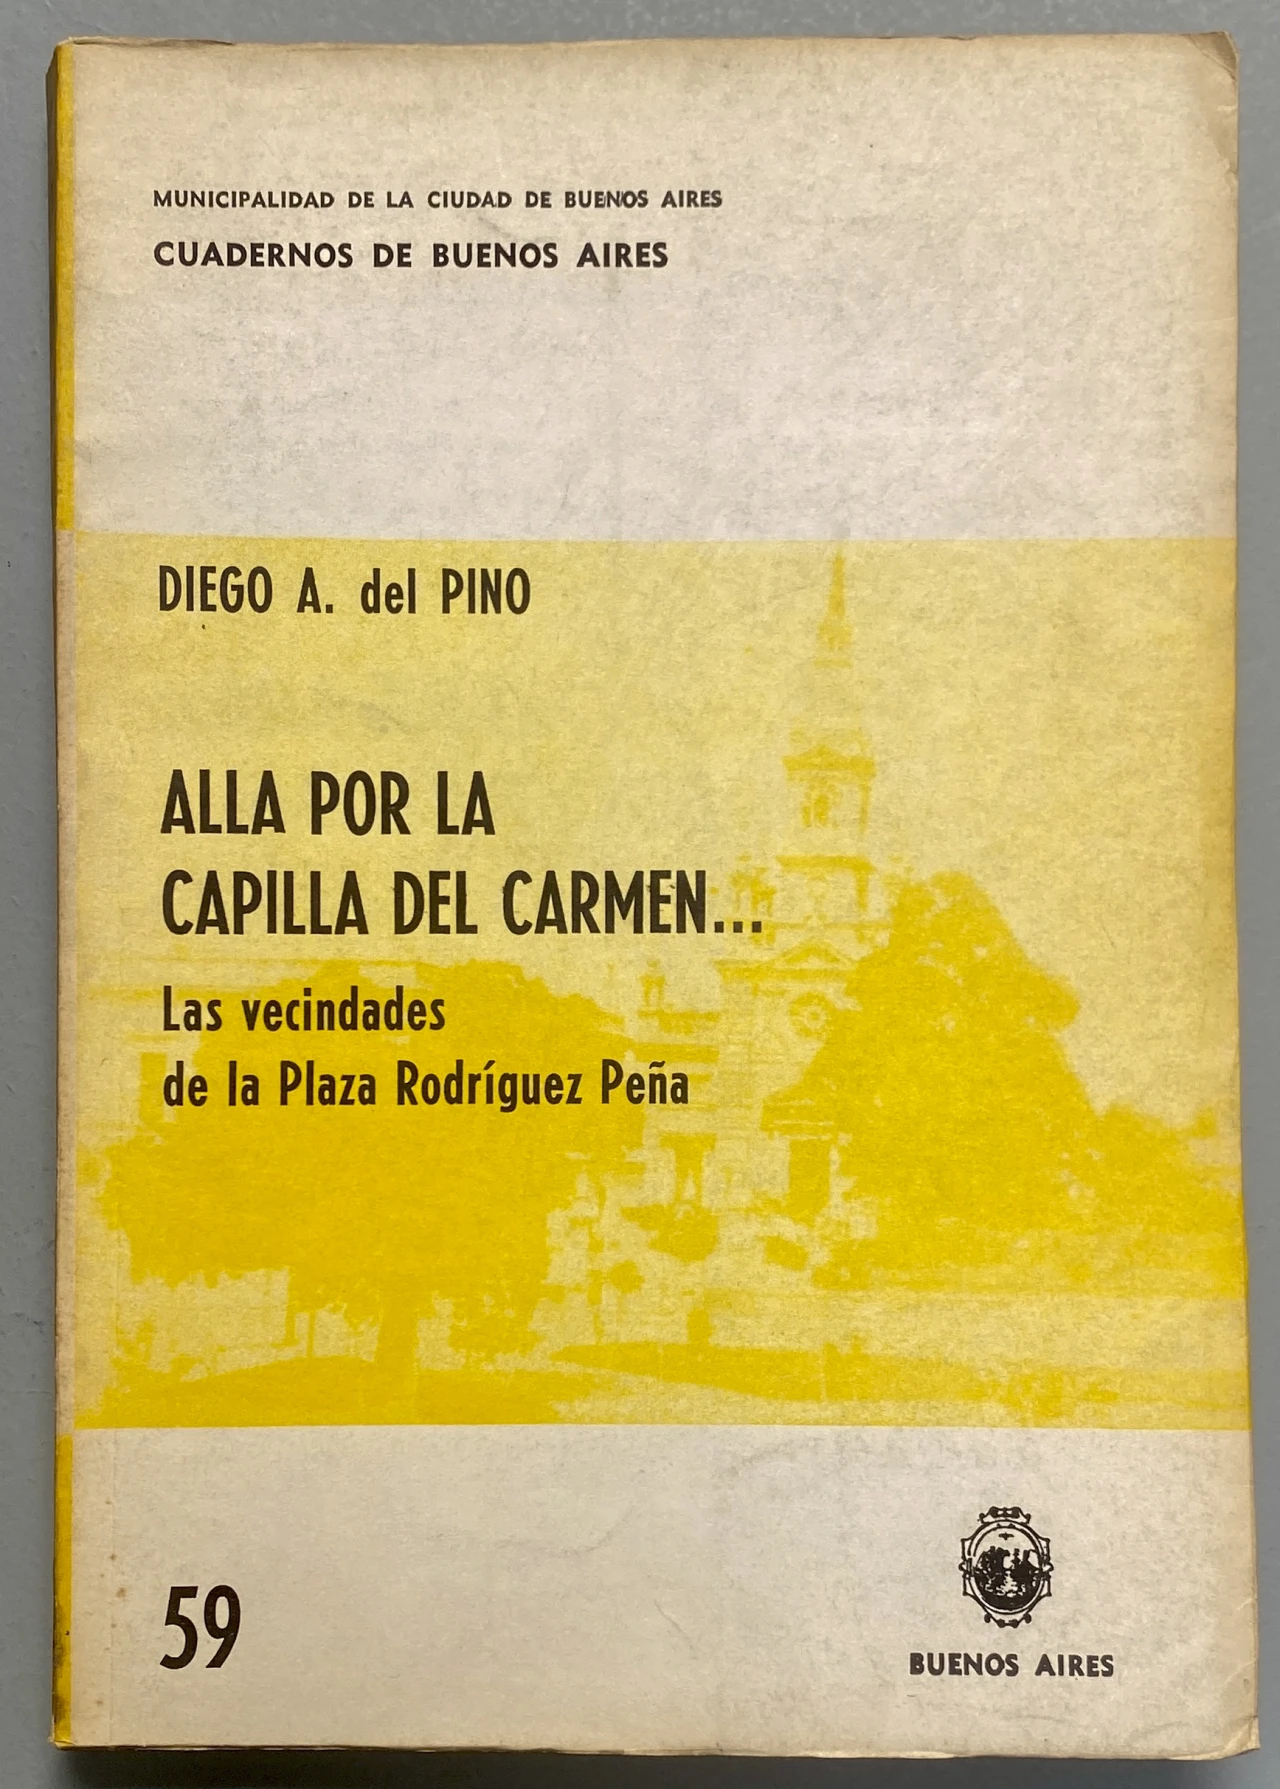 MUNICIPALIDAD DE LA CIUDAD DE BUENOS AIRES
CUADERNOS DE BUENOS AIRES
DIEGO A. del PINO
ALLA POR LA
CAPILLA DEL CARMEN...
Las vecindades
de la Plaza Rodríguez Peña
59
BUENOS AIRES